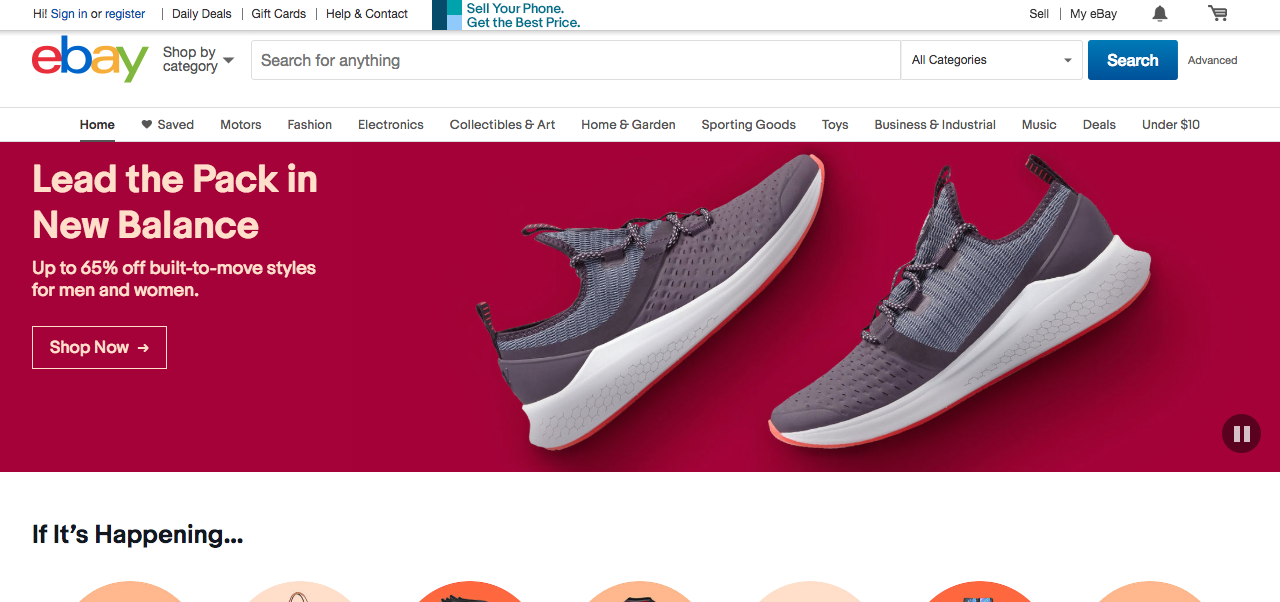 Hi! Sign in or register
Daily Deals
Gift Cards
Help & Contact
Sell Your Phone.
Get the Best Price.
Sell
My eBay
ebay
Shop by
category
Search for anything
All Categories
Search
Advanced
Home
Saved
Motors
Fashion
Electronics
Collectibles & Art
Home & Garden
Sporting Goods
Toys
Business & Industrial
Music
Deals
Under $10
Lead the Pack in
New Balance
Up to 65% off built-to-move styles
for men and women.
Shop Now →
If It's Happening...